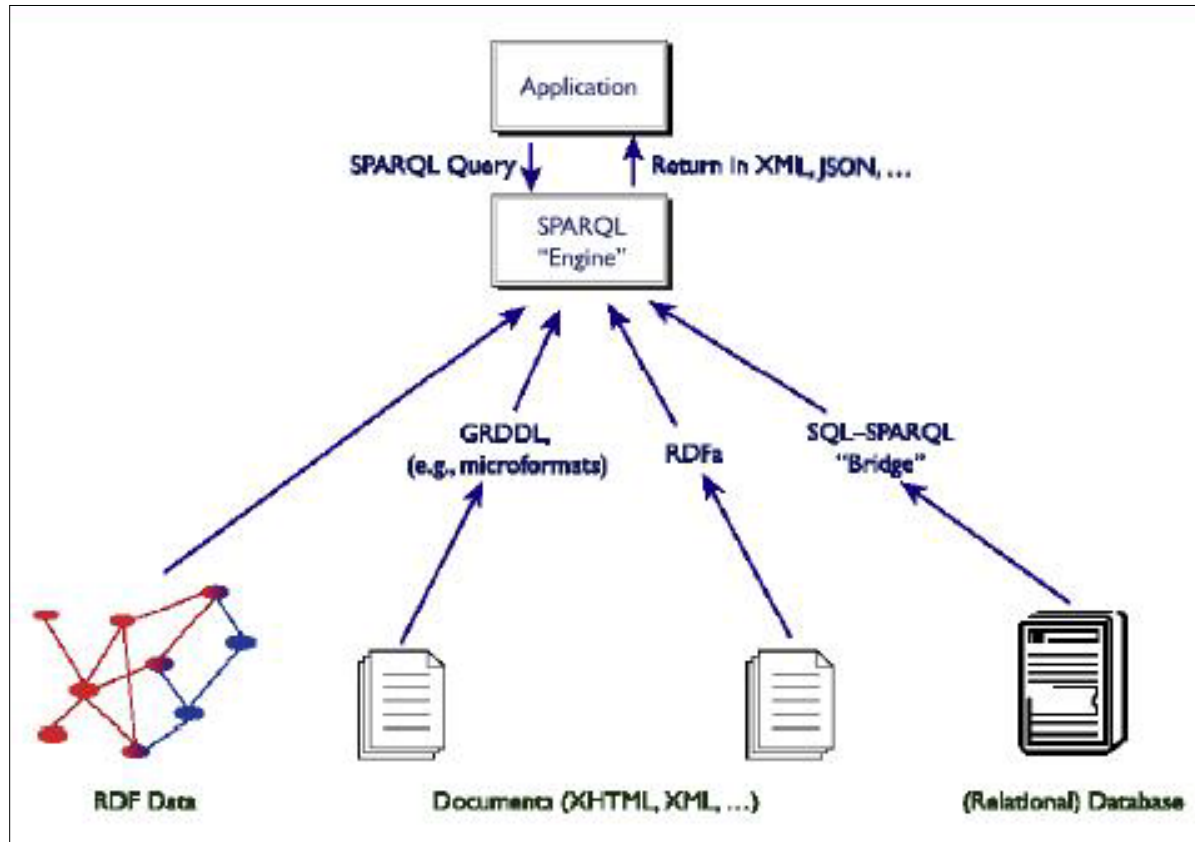 Application
SPARQL Query
Return in XML, JSON, ...
SPARQL
“Engine”
GRDDL,
(e.g., microformats)
RDFa
SQL–SPARQL
“Bridge”
RDF Data
Documents (XHTML, XML, ...)
(Relational) Database